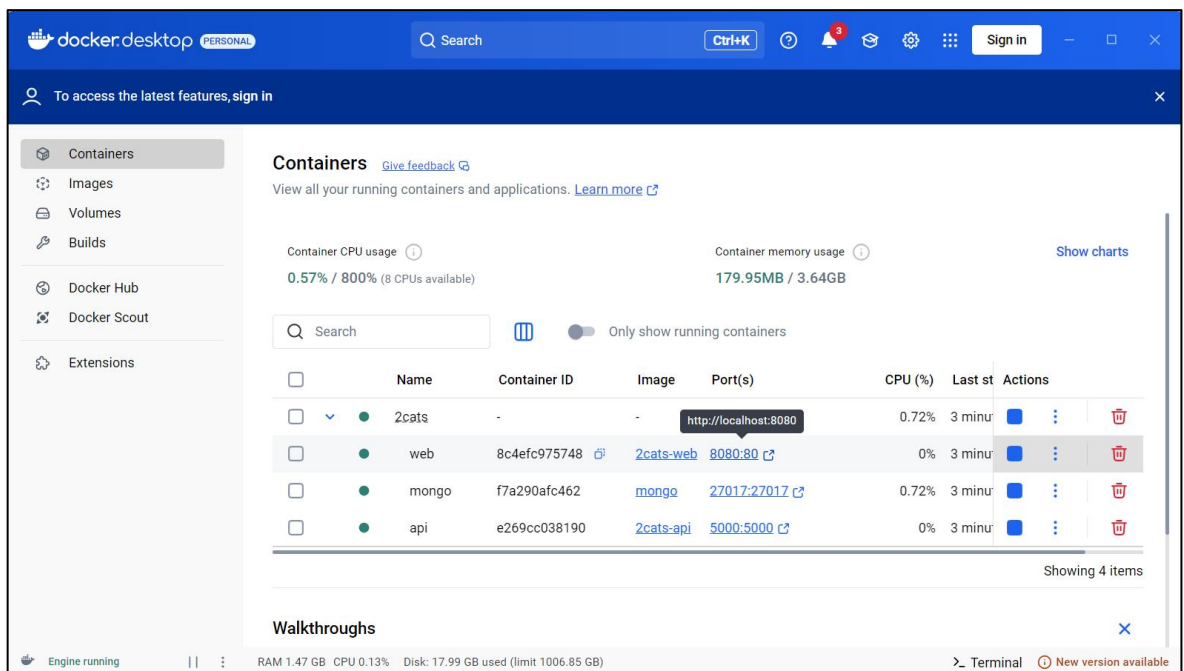 docker.desktop PERSONAL Search Ctrl+K 3 Sign in
To access the latest features, sign in
Containers
Images
Volumes
Builds
Docker Hub
Docker Scout
Extensions
Containers Give feedback
View all your running containers and applications. Learn more
Container CPU usage Container memory usage Show charts
0.57% / 800% (8 CPUs available) 179.95MB / 3.64GB
Search Only show running containers
Name Container ID Image Port(s) CPU (%) Last st Actions
2cats - - 0.72% 3 minu
http://localhost:8080
web 8c4efc975748 2cats-web 8080:80 0% 3 minu
mongo f7a290afc462 mongo 27017:27017 0.72% 3 minu
api e269cc038190 2cats-api 5000:5000 0% 3 minu
Showing 4 items
Walkthroughs
Engine running RAM 1.47 GB CPU 0.13% Disk: 17.99 GB used (limit 1006.85 GB) >_ Terminal New version available